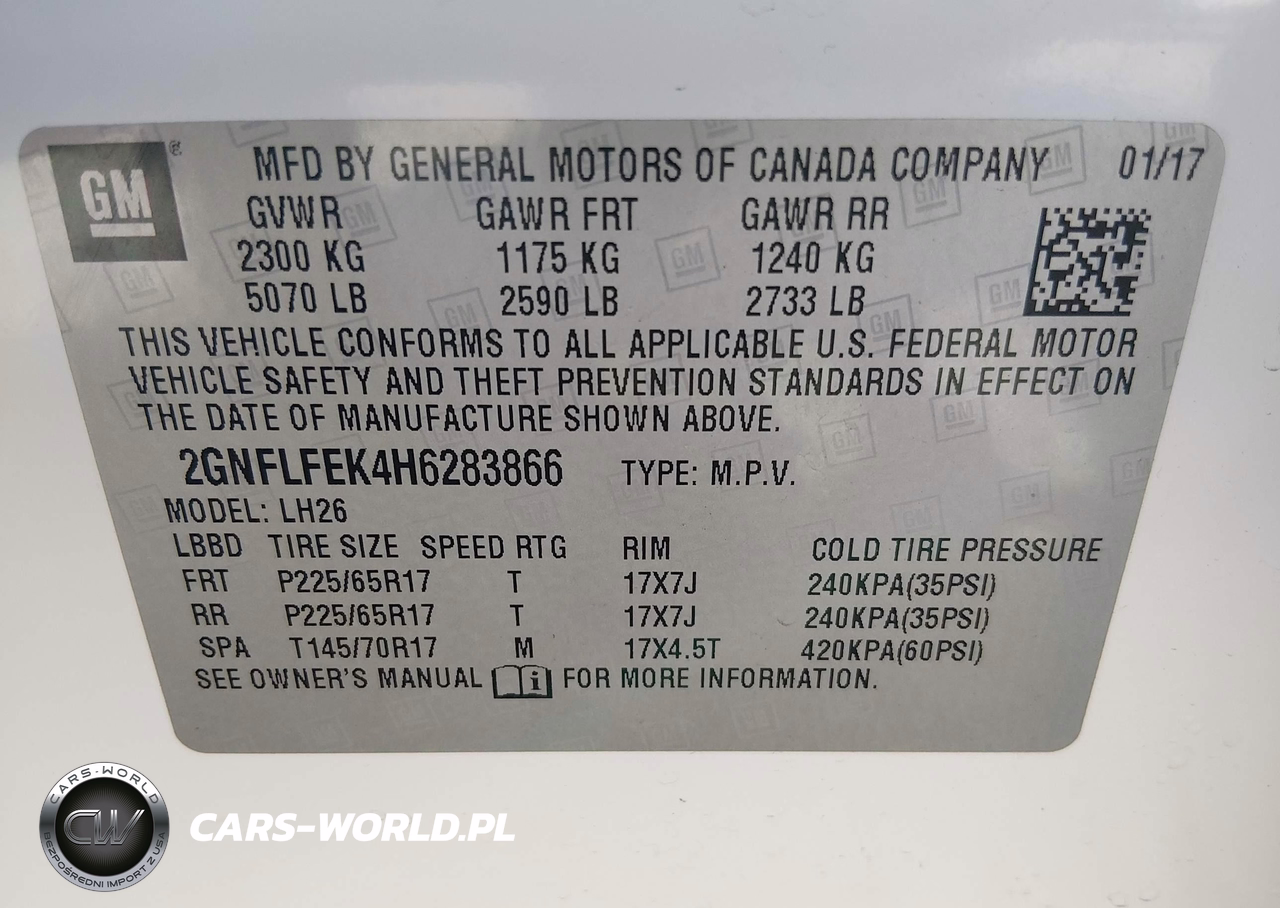 GM ® MFD BY GENERAL MOTORS OF CANADA COMPANY 01/17
GVWR GAWR FRT GAWR RR
2300 KG 1175 KG 1240 KG
5070 LB 2590 LB 2733 LB
THIS VEHICLE CONFORMS TO ALL APPLICABLE U.S. FEDERAL MOTOR
VEHICLE SAFETY AND THEFT PREVENTION STANDARDS IN EFFECT ON
THE DATE OF MANUFACTURE SHOWN ABOVE.
2GNFLFEK4H6283866 TYPE: M.P.V.
MODEL: LH26
LBBD TIRE SIZE SPEED RTG RIM COLD TIRE PRESSURE
FRT P225/65R17 T 17X7J 240KPA(35PSI)
RR P225/65R17 T 17X7J 240KPA(35PSI)
SPA T145/70R17 M 17X4.5T 420KPA(60PSI)
SEE OWNER'S MANUAL i FOR MORE INFORMATION.
CARS-WORLD
CW
BEZPOŚREDNI IMPORT Z USA
CARS-WORLD.PL